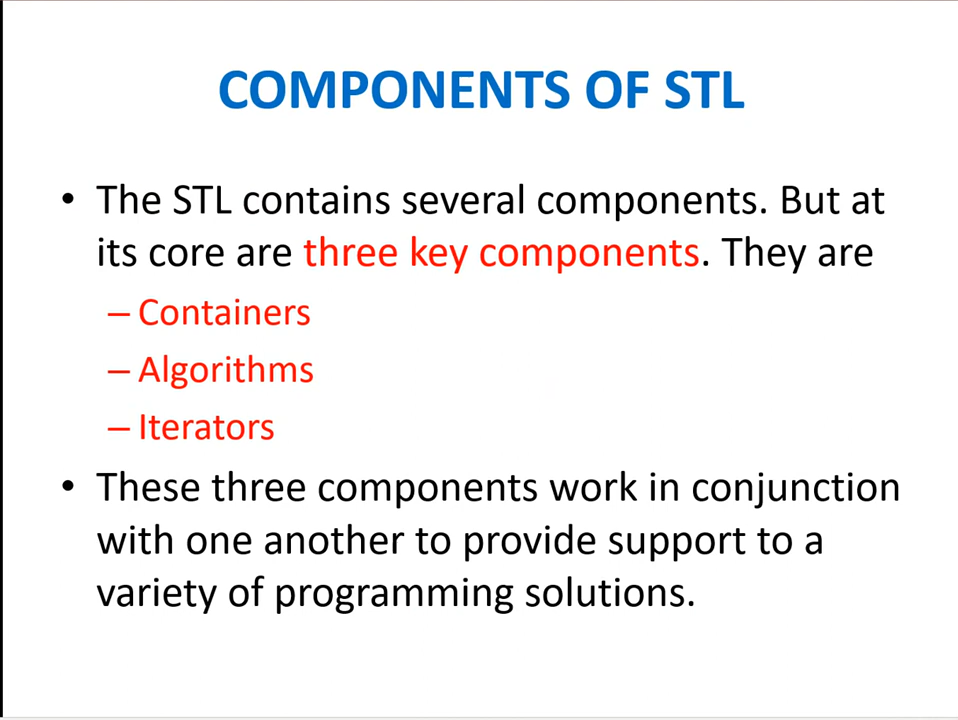 COMPONENTS OF STL
• The STL contains several components. But at
its core are three key components. They are
– Containers
– Algorithms
– Iterators
• These three components work in conjunction
with one another to provide support to a
variety of programming solutions.